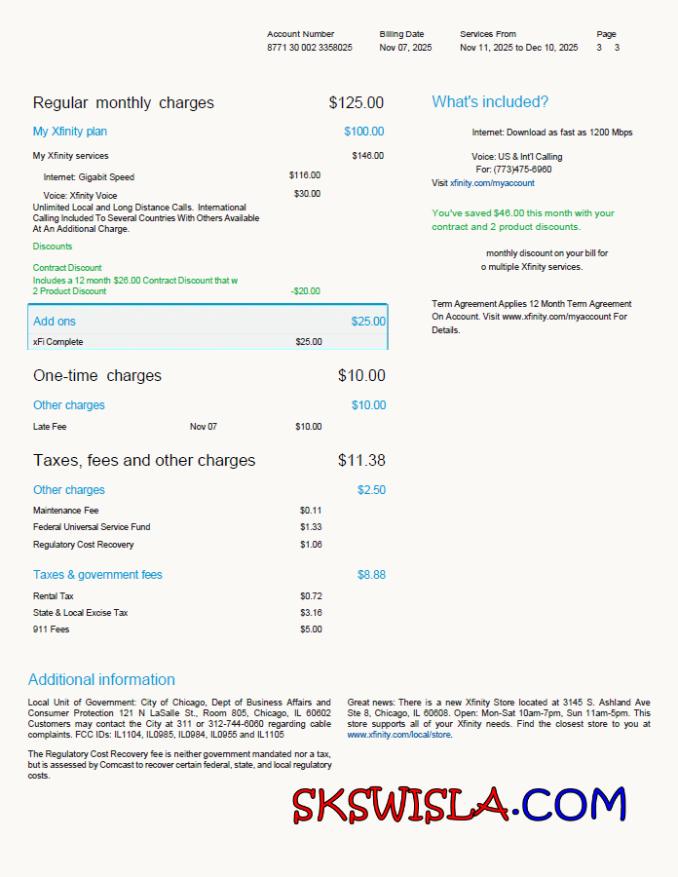 Account Number Billing Date Services From Page
8771 30 002 3358025 Nov 07, 2025 Nov 11, 2025 to Dec 10, 2025 3 3
Regular monthly charges $125.00
My Xfinity plan $100.00
My Xfinity services $146.00
Internet: Gigabit Speed $116.00
Voice: Xfinity Voice $30.00
Unlimited Local and Long Distance Calls. International
Calling Included To Several Countries With Others Available
At An Additional Charge.
Discounts
Contract Discount
Includes a 12 month $26.00 Contract Discount that w
2 Product Discount -$20.00
Add ons $25.00
xFi Complete $25.00
One-time charges $10.00
Other charges $10.00
Late Fee Nov 07 $10.00
Taxes, fees and other charges $11.38
Other charges $2.50
Maintenance Fee $0.11
Federal Universal Service Fund $1.33
Regulatory Cost Recovery $1.06
Taxes & government fees $8.88
Rental Tax $0.72
State & Local Excise Tax $3.16
911 Fees $5.00
What's included?
Internet: Download as fast as 1200 Mbps
Voice: US & Int'l Calling
For: (773)475-6960
Visit xfinity.com/myaccount
You've saved $46.00 this month with your
contract and 2 product discounts.
monthly discount on your bill for
o multiple Xfinity services.
Term Agreement Applies 12 Month Term Agreement
On Account. Visit www.xfinity.com/myaccount For
Details.
Additional information
Local Unit of Government: City of Chicago, Dept of Business Affairs and
Consumer Protection 121 N LaSalle St., Room 805, Chicago, IL 60602
Customers may contact the City at 311 or 312-744-6060 regarding cable
complaints. FCC IDs: IL1104, IL0985, IL0984, IL0955 and IL1105
The Regulatory Cost Recovery fee is neither government mandated nor a tax,
but is assessed by Comcast to recover certain federal, state, and local regulatory
costs.
Great news: There is a new Xfinity Store located at 3145 S. Ashland Ave
Ste 8, Chicago, IL 60608. Open: Mon-Sat 10am-7pm, Sun 11am-5pm. This
store supports all of your Xfinity needs. Find the closest store to you at
www.xfinity.com/local/store.
SKSWISLA.COM